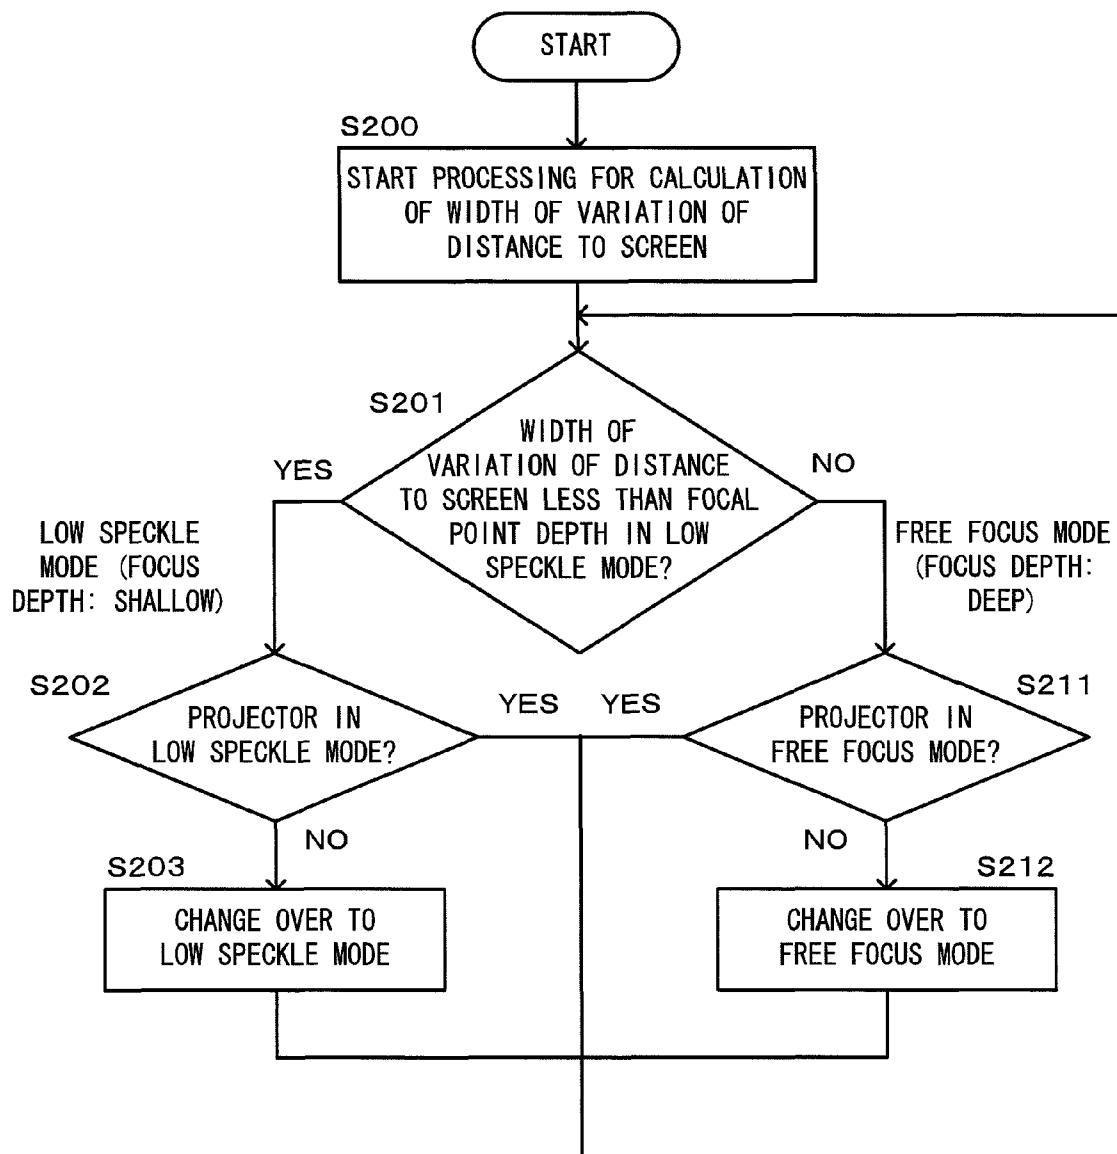 START
S200
START PROCESSING FOR CALCULATION
OF WIDTH OF VARIATION OF
DISTANCE TO SCREEN
S201
WIDTH OF
VARIATION OF DISTANCE
TO SCREEN LESS THAN FOCAL
POINT DEPTH IN LOW
SPECKLE MODE?
YES
NO
LOW SPECKLE
MODE (FOCUS
DEPTH: SHALLOW)
FREE FOCUS MODE
(FOCUS DEPTH:
DEEP)
S202
PROJECTOR IN
LOW SPECKLE MODE?
YES
YES
S211
PROJECTOR IN
FREE FOCUS MODE?
NO
NO
S203
CHANGE OVER TO
LOW SPECKLE MODE
S212
CHANGE OVER TO
FREE FOCUS MODE